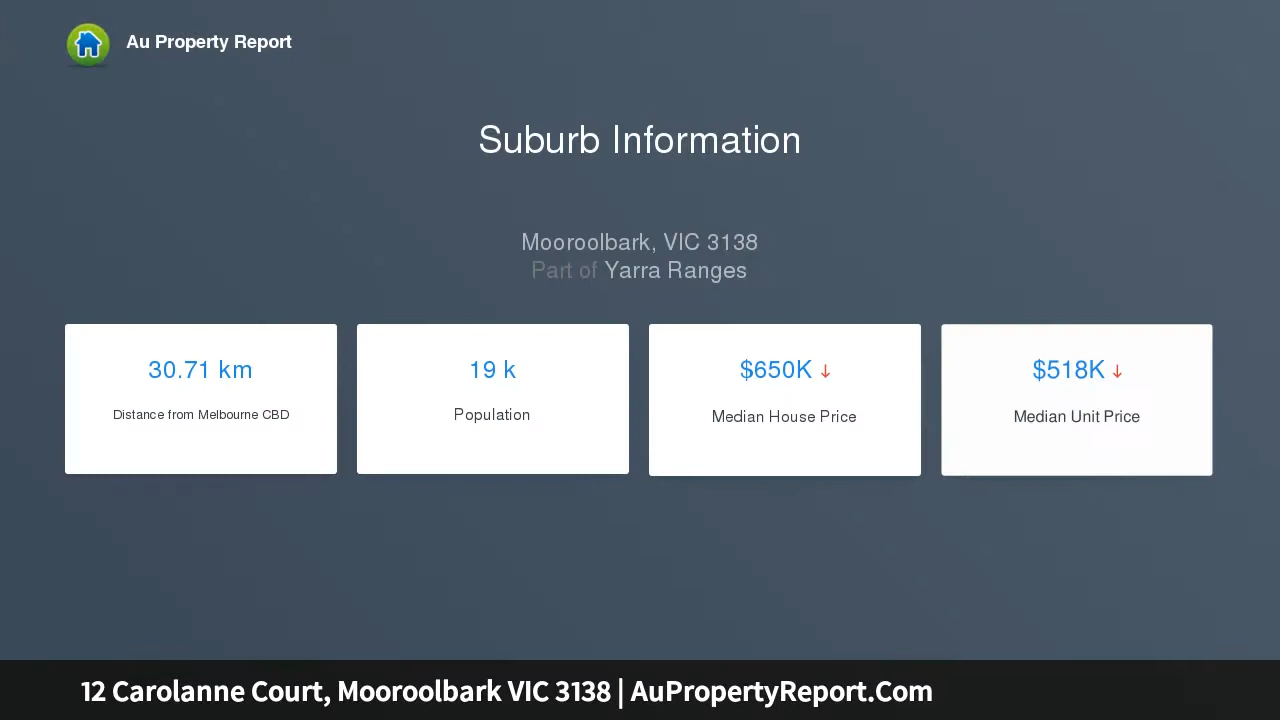 Au Property Report
Suburb Information
Mooroolbark, VIC 3138
Part of Yarra Ranges
30.71 km
Distance from Melbourne CBD
19 k
Population
$650K ↓
Median House Price
$518K ↓
Median Unit Price
12 Carolanne Court, Mooroolbark VIC 3138 | AuPropertyReport.Com